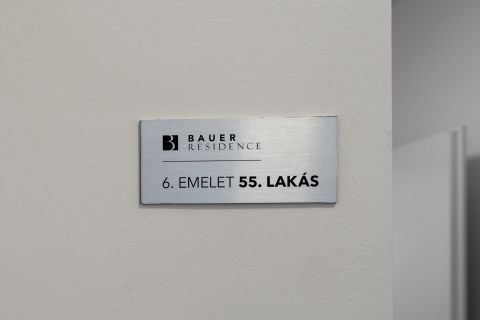 B BAUER
RESIDENCE
6. EMELET 55. LAKÁS